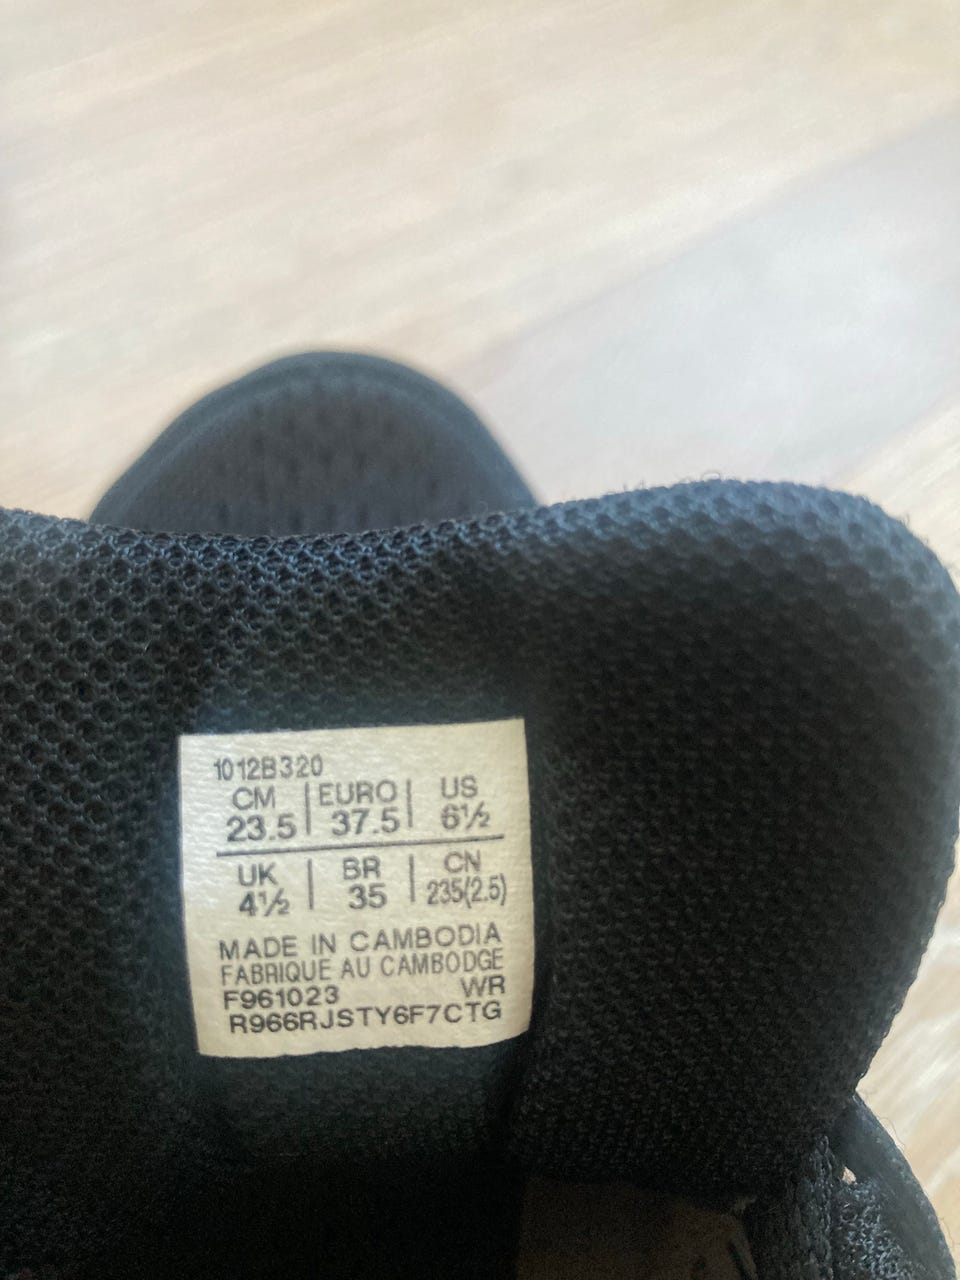 1012B320
CM | EURO | US
23.5 | 37.5 | 6½
UK | BR | CN
4½ | 35 | 235(2.5)
MADE IN CAMBODIA
FABRIQUE AU CAMBODGE
F961023 WR
R966RJSTY6F7CTG